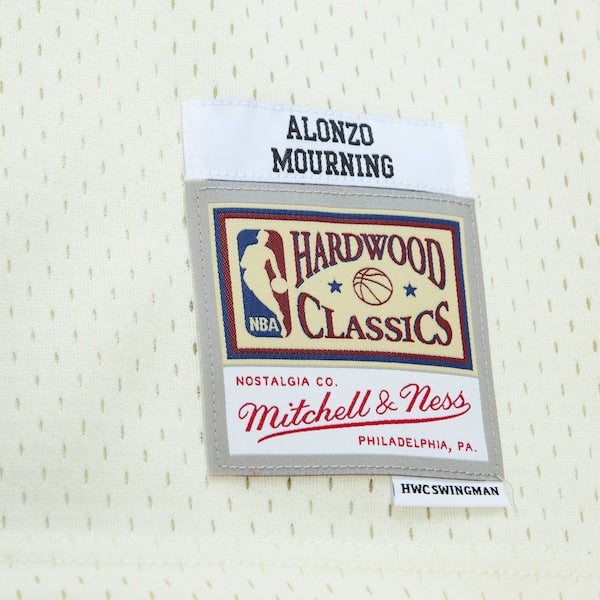 ALONZO
MOURNING
HARDWOOD
NBA CLASSICS
NOSTALGIA CO.
Mitchell & Ness
PHILADELPHIA, PA.
HWC SWINGMAN